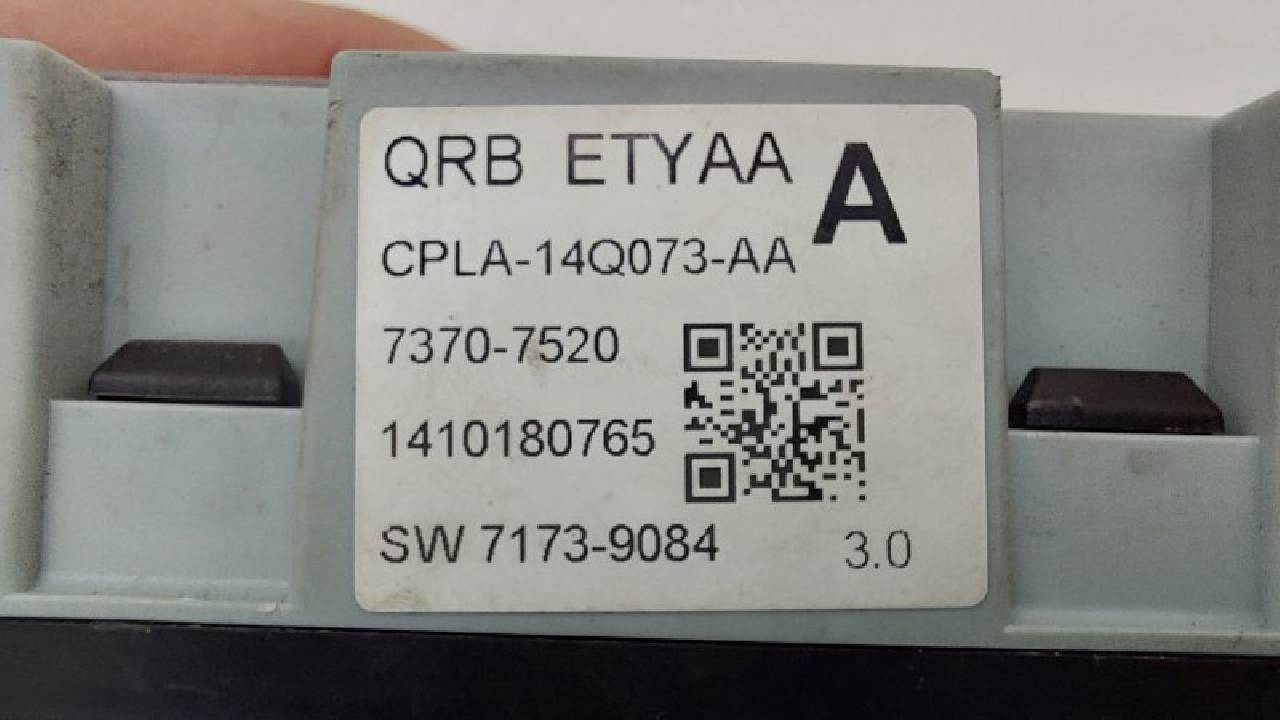 QRB ETYAA A
CPLA-14Q073-AA
7370-7520
1410180765
SW 7173-9084 3.0